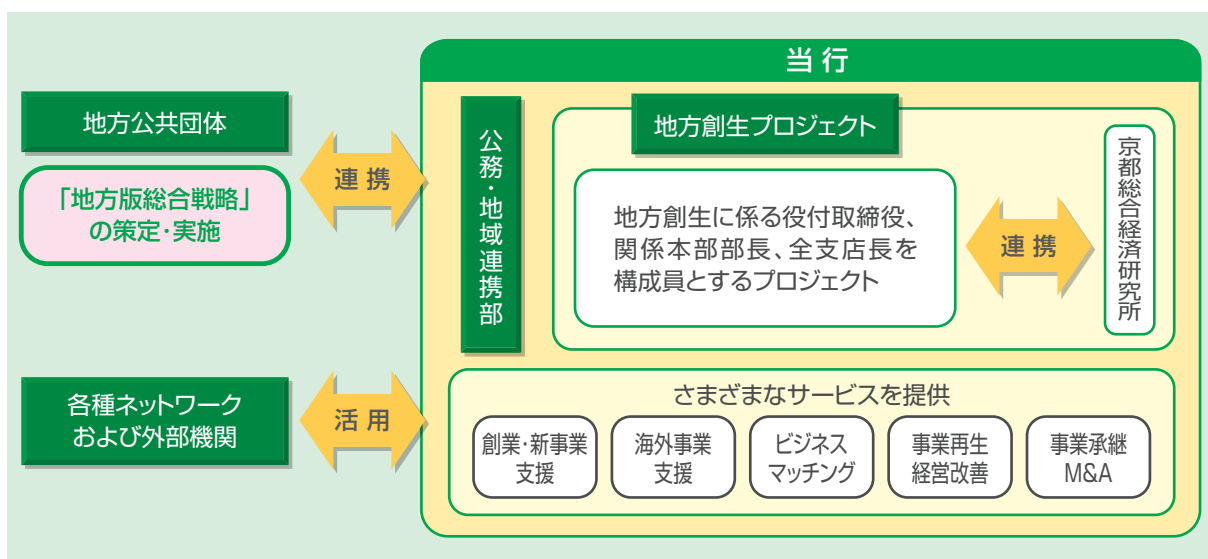 当行
地方公共団体
「地方版総合戦略」
の策定・実施
連携
公務・地域連携部
地方創生プロジェクト
地方創生に係る役付取締役、
関係本部部長、全支店長を
構成員とするプロジェクト
連携
京都総合経済研究所
各種ネットワーク
および外部機関
活用
さまざまなサービスを提供
創業・新事業
支援
海外事業
支援
ビジネス
マッチング
事業再生
経営改善
事業承継
M&A